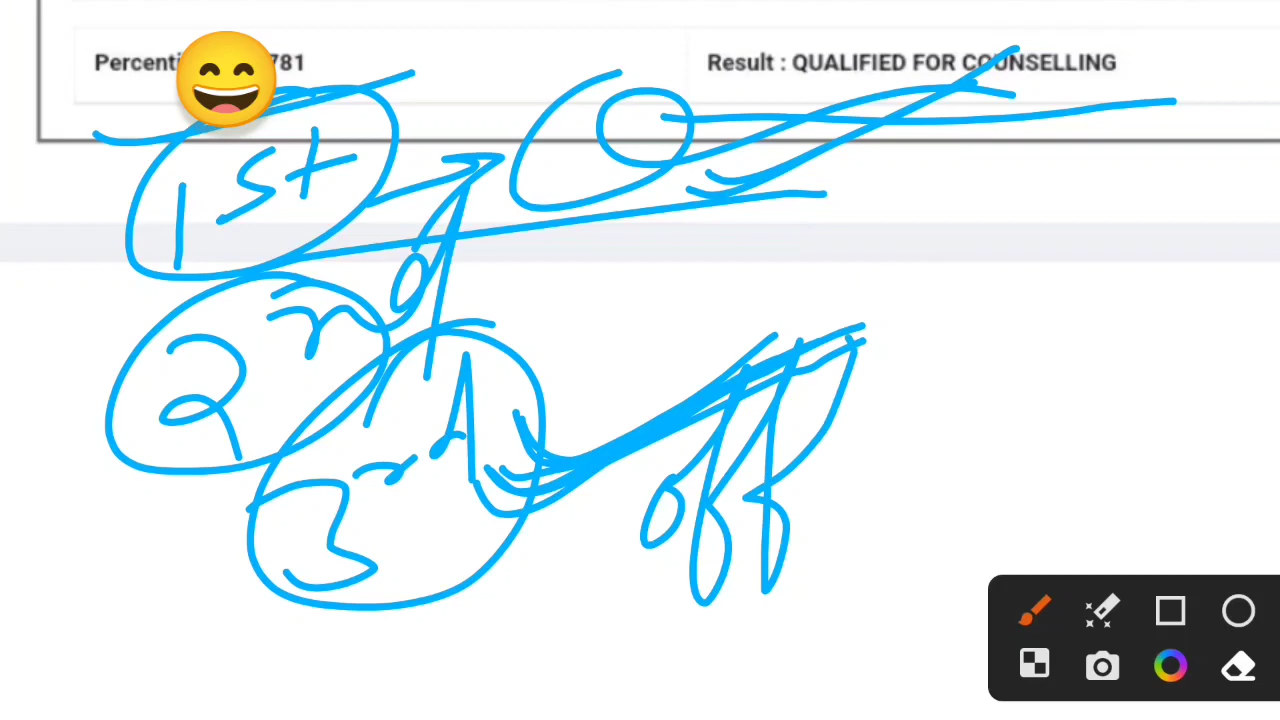 Percenti 781
Result : QUALIFIED FOR COUNSELLING
1st
2nd
3rd
off